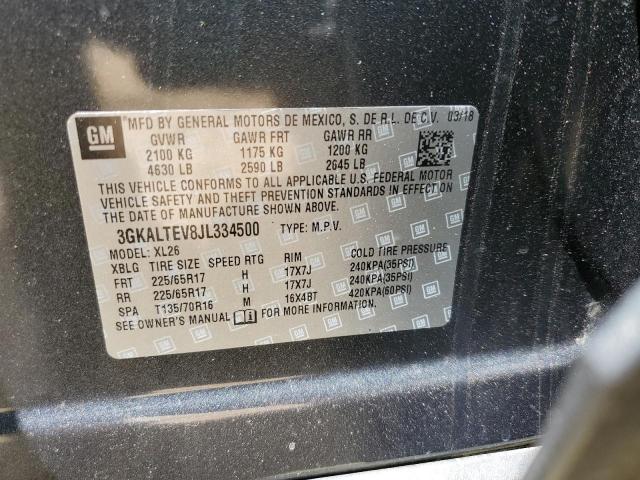 GM MFD BY GENERAL MOTORS DE MEXICO, S. DE R.L. DE C.V. 03/18
GVWR GAWR FRT GAWR RR
2100 KG 1175 KG 1200 KG
4630 LB 2590 LB 2645 LB
THIS VEHICLE CONFORMS TO ALL APPLICABLE U.S. FEDERAL MOTOR
VEHICLE SAFETY AND THEFT PREVENTION STANDARDS IN EFFECT ON THE
DATE OF MANUFACTURE SHOWN ABOVE.
3GKALTEV8JL334500 TYPE: M.P.V.
MODEL: XL26
XBLG TIRE SIZE SPEED RTG RIM COLD TIRE PRESSURE
FRT 225/65R17 H 17X7J 240KPA(35PSI)
RR 225/65R17 H 17X7J 240KPA(35PSI)
SPA T135/70R16 M 16X4BT 420KPA(60PSI)
SEE OWNER'S MANUAL FOR MORE INFORMATION.